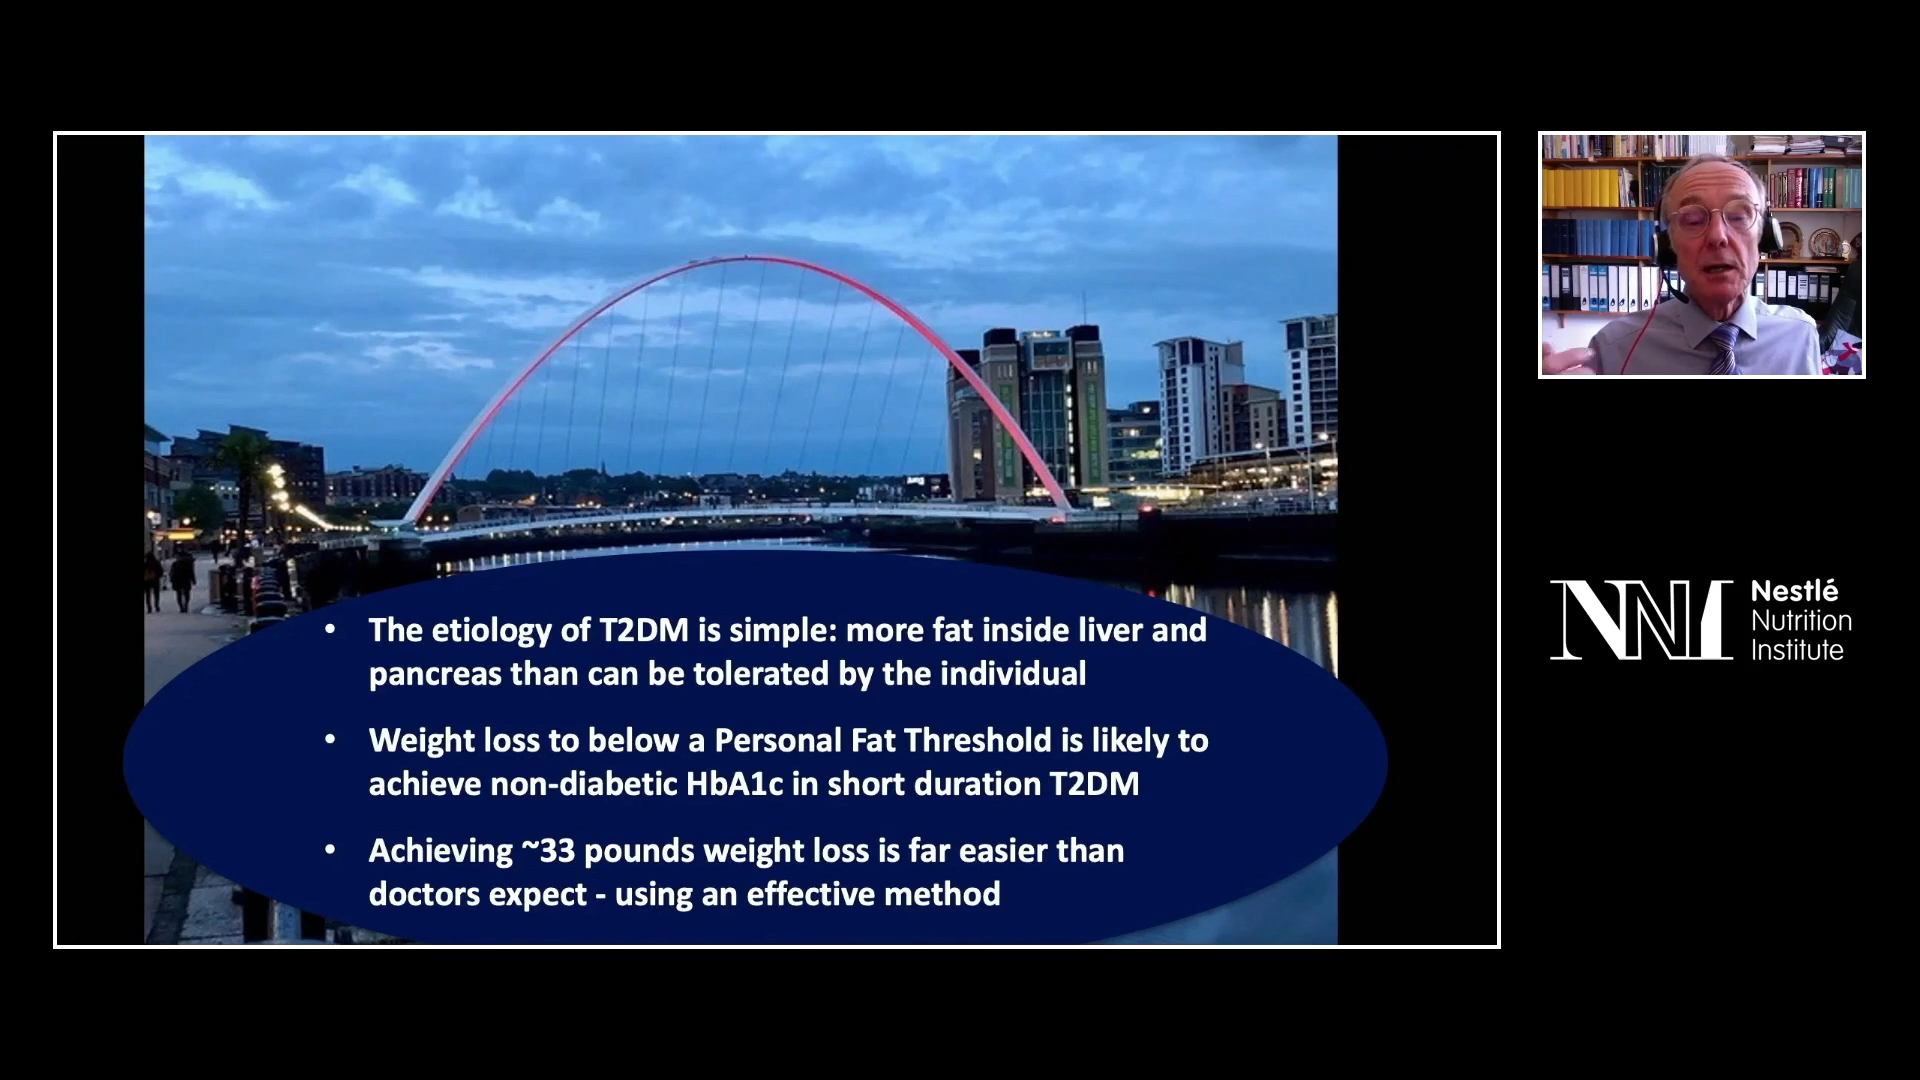 • The etiology of T2DM is simple: more fat inside liver and
pancreas than can be tolerated by the individual
• Weight loss to below a Personal Fat Threshold is likely to
achieve non-diabetic HbA1c in short duration T2DM
• Achieving ~33 pounds weight loss is far easier than
doctors expect - using an effective method
NNI
Nestlé
Nutrition
Institute